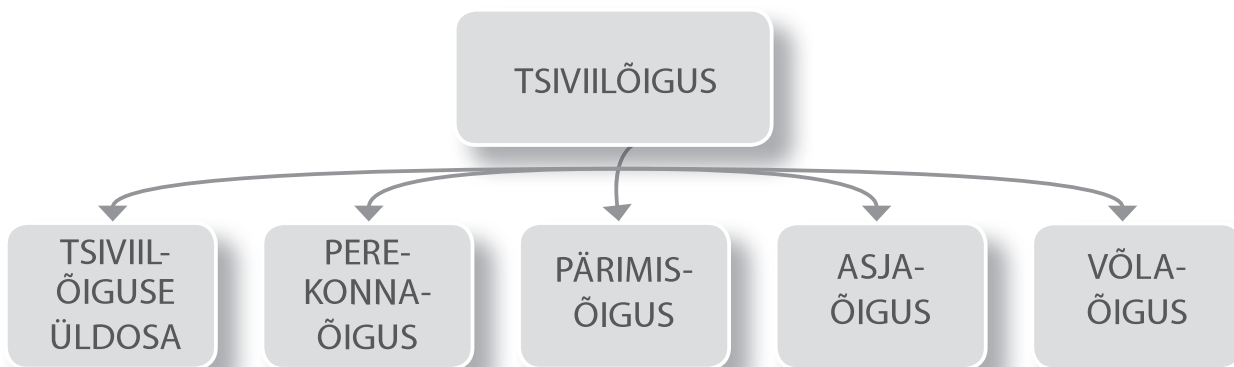 TSIVIILÕIGUS
TSIVIIL-
ÕIGUSE
ÜLDOSA
PERE-
KONNA-
ÕIGUS
PÄRIMIS-
ÕIGUS
ASJA-
ÕIGUS
VÕLA-
ÕIGUS